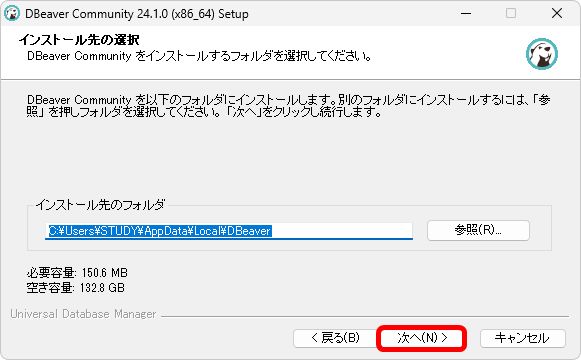 DBeaver Community 24.1.0 (x86_64) Setup
インストール先の選択
DBeaver Community をインストールするフォルダを選択してください。
DBeaver Community を以下のフォルダにインストールします。別のフォルダにインストールするには、「参
照」 を押しフォルダを選択してください。 「次へ」をクリックし続行します。
インストール先のフォルダ
C:¥Users¥STUDY¥AppData¥Local¥DBeaver
参照(R)...
必要容量: 150.6 MB
空き容量: 132.8 GB
Universal Database Manager
< 戻る(B)
次へ(N) >
キャンセル